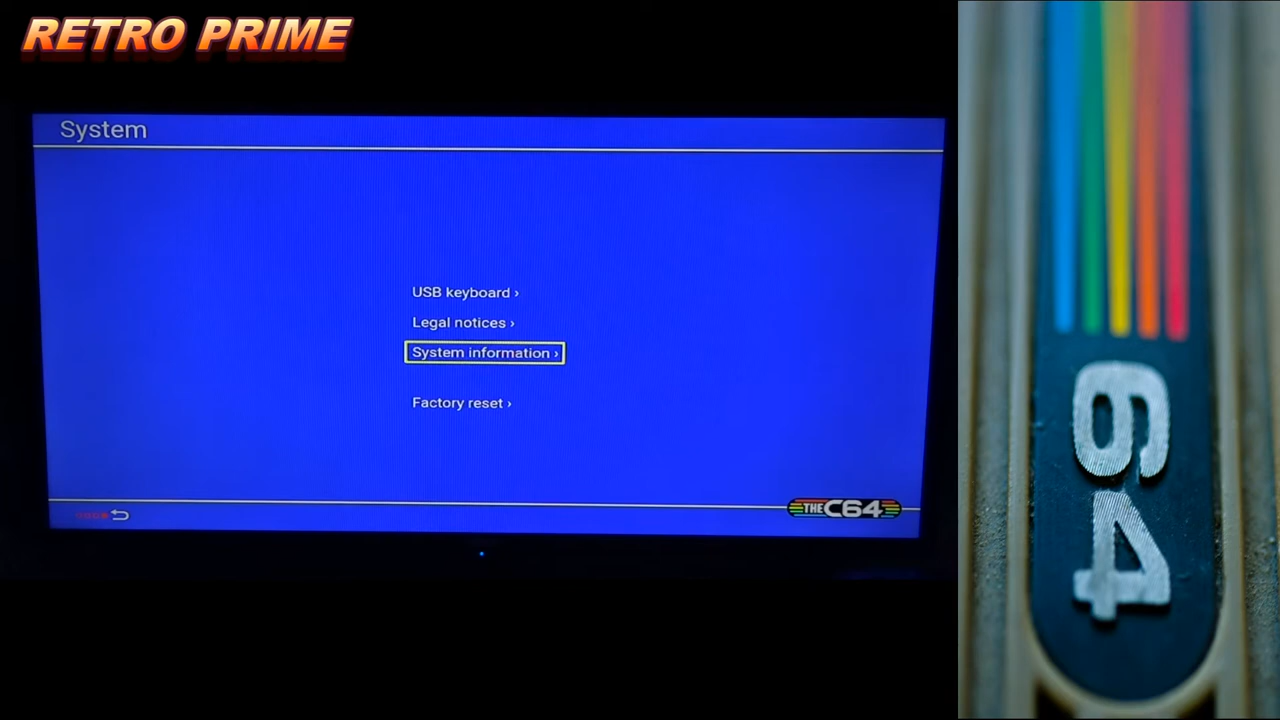 RETRO PRIME
System
USB keyboard ›
Legal notices ›
System information ›
Factory reset ›
THEC64
64